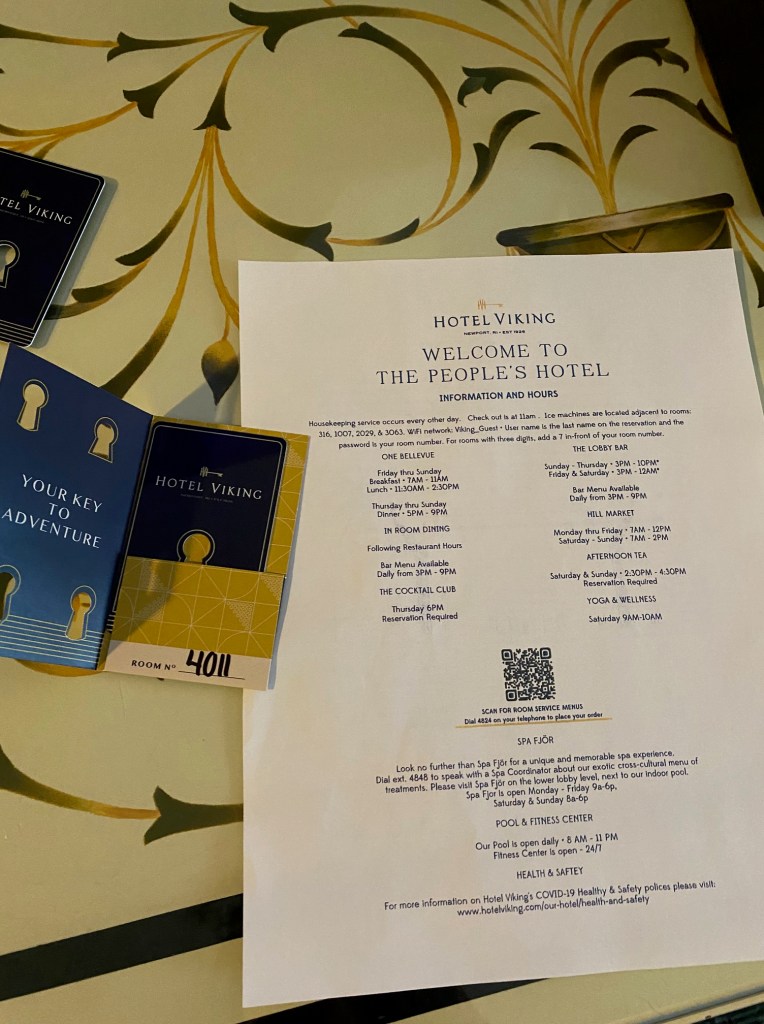 HOTEL VIKING
YOUR KEY
TO
ADVENTURE
HOTEL VIKING
ROOM Nº 4011
HOTEL VIKING
NEWPORT, RI • EST 1926
WELCOME TO
THE PEOPLE'S HOTEL
INFORMATION AND HOURS
Housekeeping service occurs every other day. Check out is at 11am . Ice machines are located adjacent to rooms:
316, 1007, 2029, & 3063. WiFi network: Viking_Guest • User name is the last name on the reservation and the
password is your room number. For rooms with three digits, add a 7 in-front of your room number.
ONE BELLEVUE
Friday thru Sunday
Breakfast • 7AM - 11AM
Lunch • 11:30AM - 2:30PM
Thursday thru Sunday
Dinner • 5PM - 9PM
IN ROOM DINING
Following Restaurant Hours
Bar Menu Available
Daily from 3PM - 9PM
THE COCKTAIL CLUB
Thursday 6PM
Reservation Required
THE LOBBY BAR
Sunday - Thursday • 3PM - 10PM*
Friday & Saturday • 3PM - 12AM*
Bar Menu Available
Daily from 3PM - 9PM
HILL MARKET
Monday thru Friday • 7AM - 12PM
Saturday - Sunday • 7AM - 2PM
AFTERNOON TEA
Saturday & Sunday • 2:30PM - 4:30PM
Reservation Required
YOGA & WELLNESS
Saturday 9AM-10AM
SCAN FOR ROOM SERVICE MENUS
Dial 4824 on your telephone to place your order
SPA FJÖR
Look no further than Spa Fjör for a unique and memorable spa experience.
Dial ext. 4848 to speak with a Spa Coordinator about our exotic cross-cultural menu of
treatments. Please visit Spa Fjör on the lower lobby level, next to our indoor pool.
Spa Fjor is open Monday - Friday 9a-6p,
Saturday & Sunday 8a-6p
POOL & FITNESS CENTER
Our Pool is open daily • 8 AM - 11 PM
Fitness Center is open - 24/7
HEALTH & SAFTEY
For more information on Hotel Viking's COVID-19 Healthy & Safety polices please visit:
www.hotelviking.com/our-hotel/health-and-safety